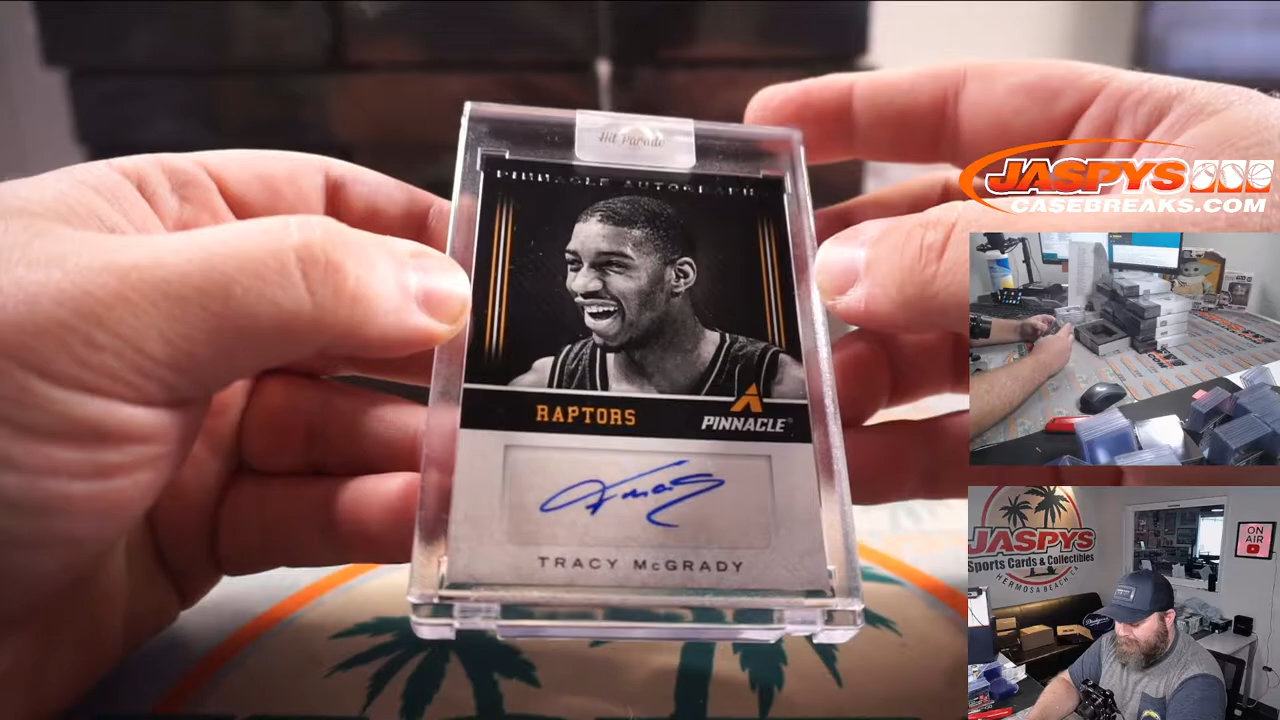 Hit Parade
PINNACLE AUTOGRAPH
RAPTORS
PINNACLE
TRACY McGRADY
JASPYS
CASEBREAKS.COM
JASPYS
Sports Cards & Collectibles
HERMOSA BEACH CA
ON
AIR